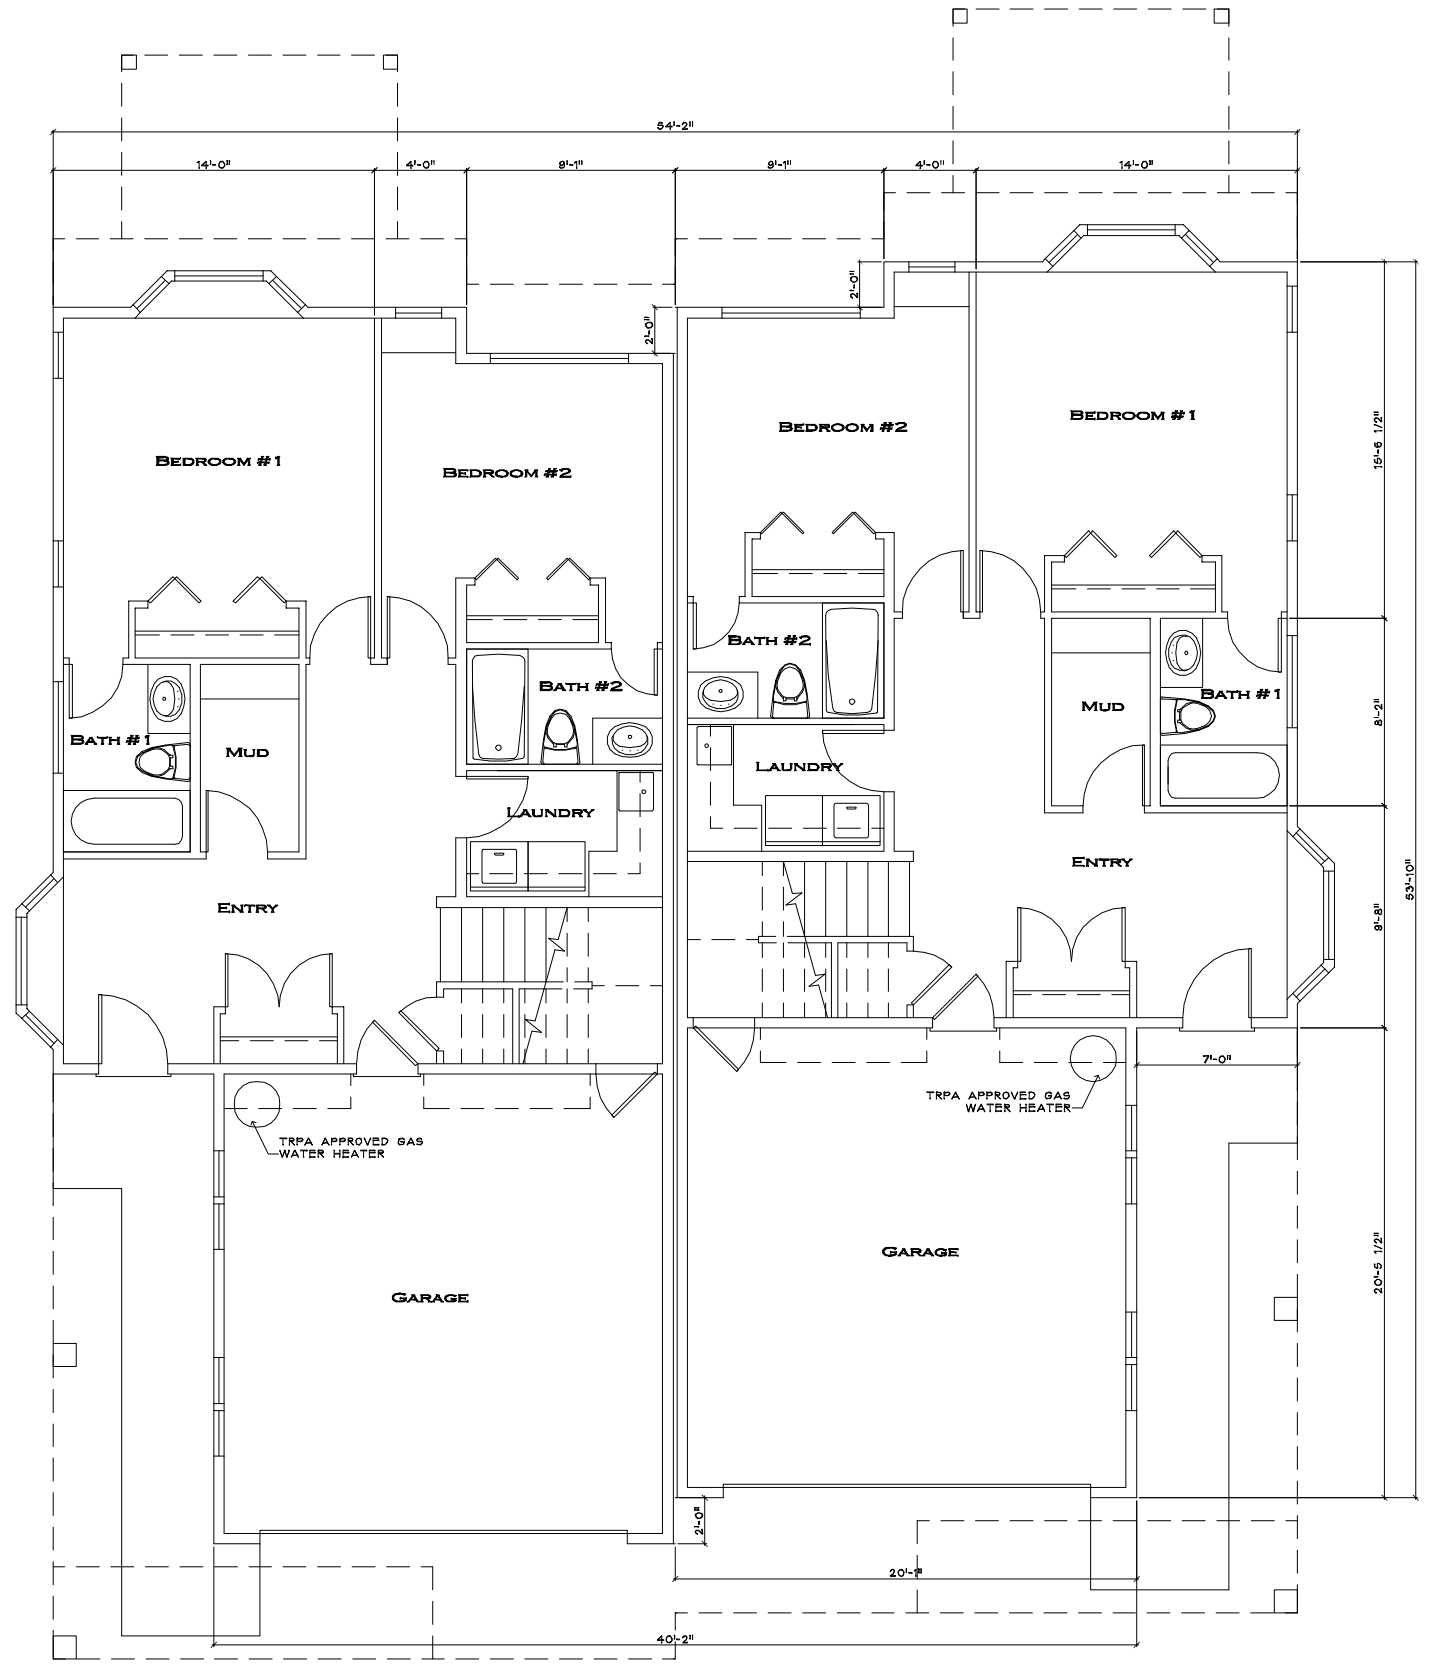 54'-2"
14'-0"
4'-0"
9'-1"
9'-1"
4'-0"
14'-0"
2'-0"
2'-0"
BEDROOM #1
BEDROOM #2
BEDROOM #2
BEDROOM #1
15'-6 1/2"
BATH #2
BATH #2
BATH #1
MUD
8'-2"
BATH #1
MUD
LAUNDRY
LAUNDRY
ENTRY
53'-10"
ENTRY
9'-8"
7'-0"
TRPA APPROVED GAS
WATER HEATER
TRPA APPROVED GAS
WATER HEATER
GARAGE
20'-5 1/2"
GARAGE
2'-0"
20'-1"
40'-2"